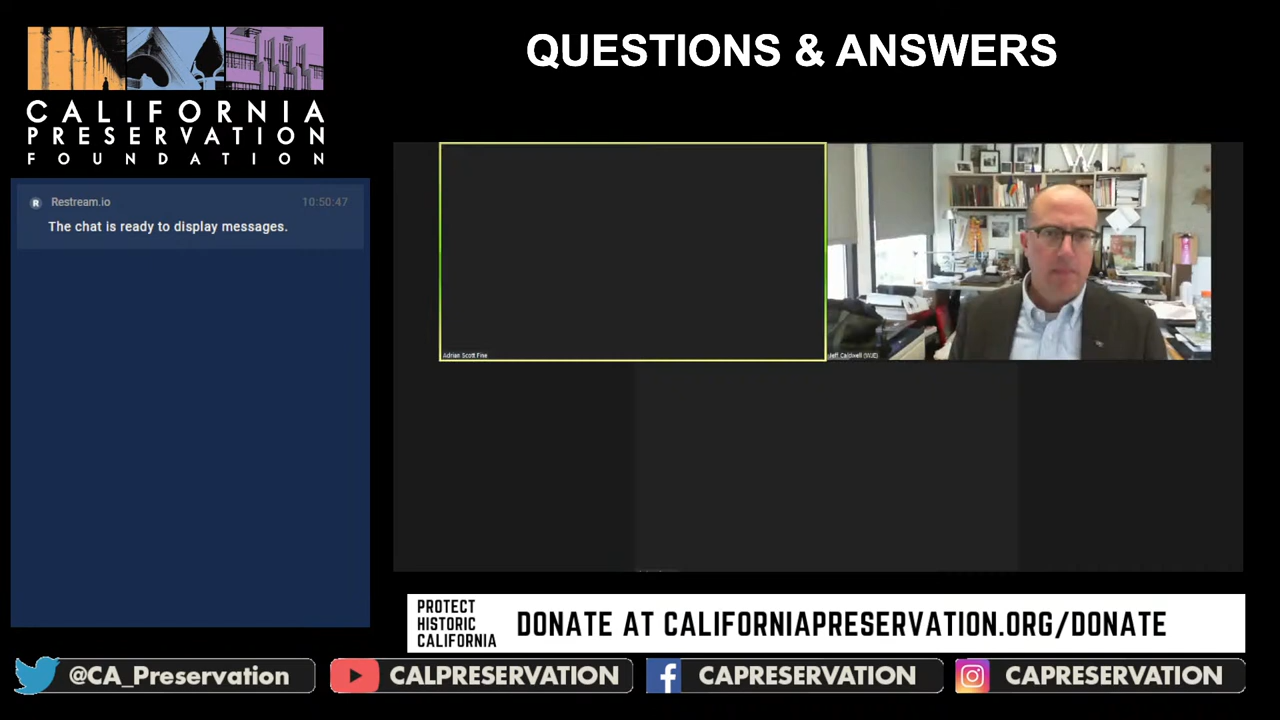 QUESTIONS & ANSWERS
CALIFORNIA
PRESERVATION
FOUNDATION
R
Restream.io
10:50:47
The chat is ready to display messages.
Adrian Scott Fine
Jeff Caldwell (WJE)
PROTECT
HISTORIC
CALIFORNIA
DONATE AT CALIFORNIAPRESERVATION.ORG/DONATE
@CA_Preservation
CALPRESERVATION
CAPRESERVATION
CAPRESERVATION